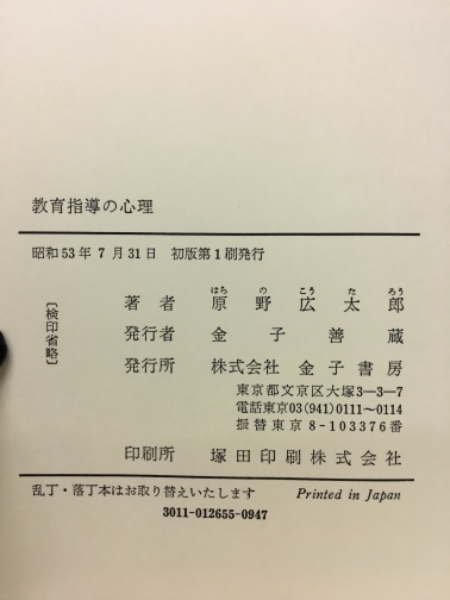 教育指導の心理
昭和53年7月31日 初版第1刷発行
〔検印省略〕
はら の こう た ろう
著者 原野広太郎
発行者 金子善蔵
発行所 株式会社 金子書房
東京都文京区大塚3―3―7
電話東京03(941)0111〜0114
振替東京8-103376番
印刷所 塚田印刷株式会社
乱丁・落丁本はお取り替えいたします Printed in Japan
3011-012655-0947